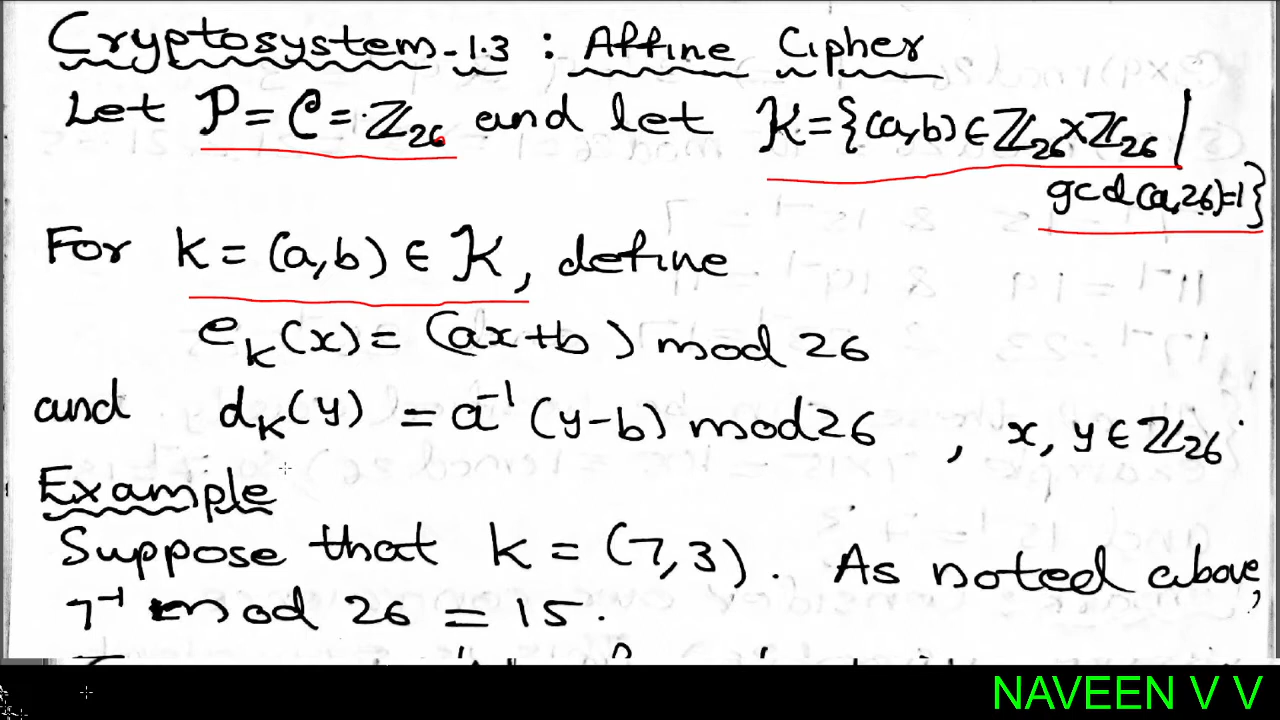 Cryptosystem-1.3 : Affine Cipher
Let P = C = ℤ₂₆ and let K = {(a,b) ∈ ℤ₂₆ × ℤ₂₆ |
gcd(a,26)=1}
For k = (a,b) ∈ K, define
eₖ(x) = (ax+b) mod 26
and dₖ(y) = a⁻¹ (y-b) mod 26 , x, y ∈ ℤ₂₆.
Example
Suppose that k = (7,3). As noted above,
7⁻¹ mod 26 = 15.
NAVEEN V V